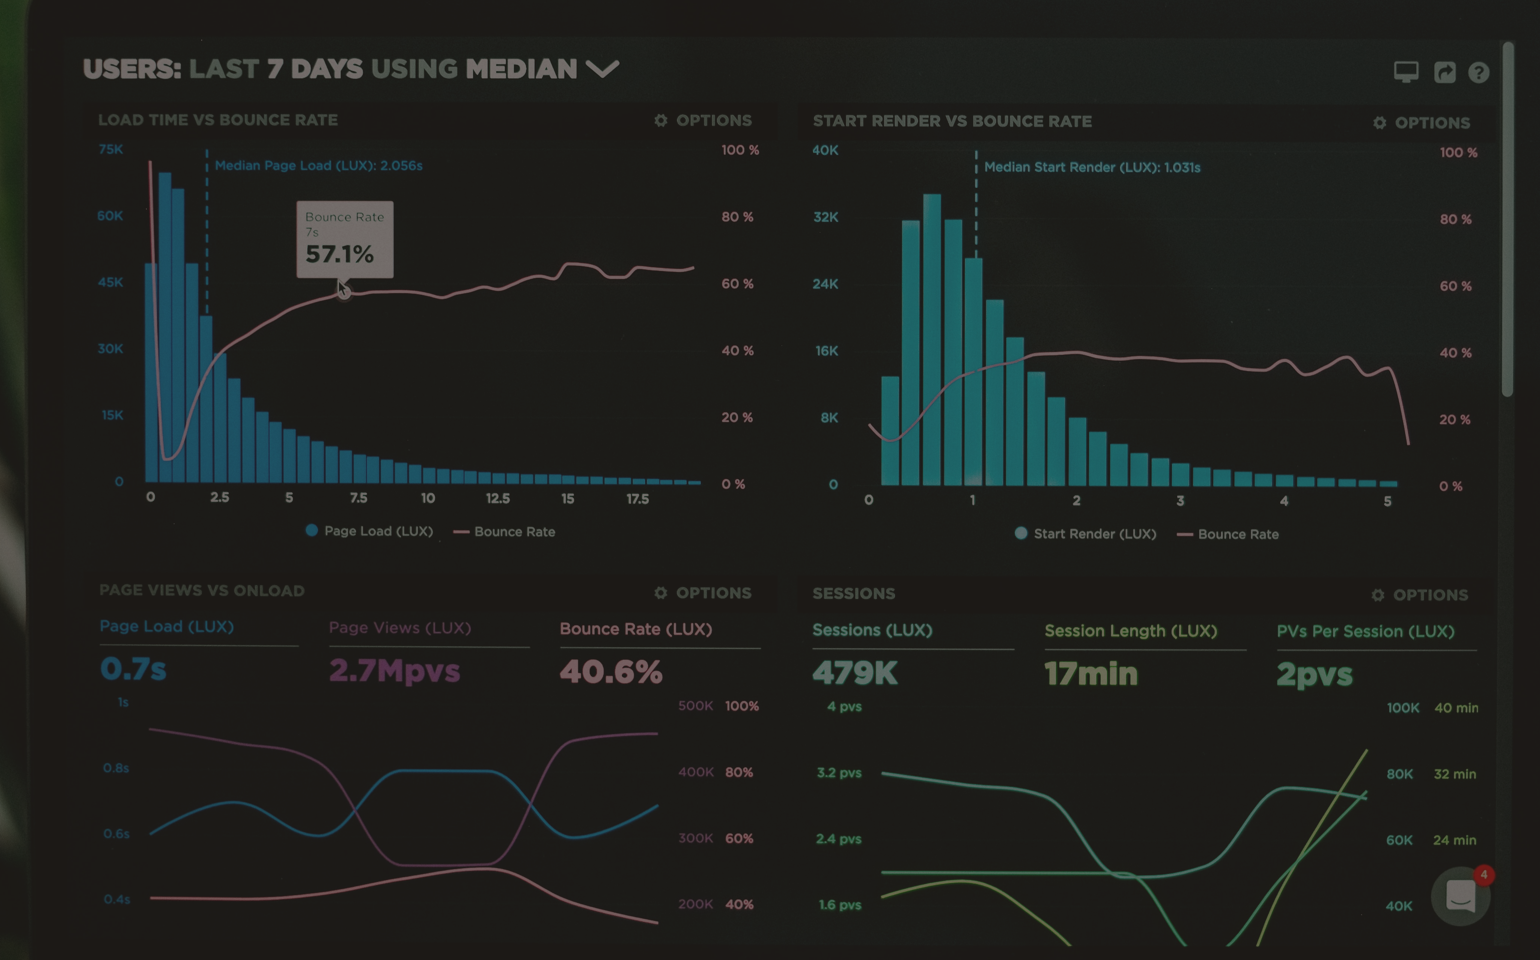 USERS: LAST 7 DAYS USING MEDIAN
LOAD TIME VS BOUNCE RATE
OPTIONS
75K
60K
45K
30K
15K
0
Median Page Load (LUX): 2.056s
Bounce Rate
7s
57.1%
100 %
80 %
60 %
40 %
20 %
0 %
0 2.5 5 7.5 10 12.5 15 17.5
Page Load (LUX) Bounce Rate
START RENDER VS BOUNCE RATE
OPTIONS
40K
32K
24K
16K
8K
0
Median Start Render (LUX): 1.031s
100 %
80 %
60 %
40 %
20 %
0 %
0 1 2 3 4 5
Start Render (LUX) Bounce Rate
PAGE VIEWS VS ONLOAD
OPTIONS
Page Load (LUX)
0.7s
Page Views (LUX)
2.7Mpvs
Bounce Rate (LUX)
40.6%
1s
0.8s
0.6s
0.4s
500K 100%
400K 80%
300K 60%
200K 40%
SESSIONS
OPTIONS
Sessions (LUX)
479K
Session Length (LUX)
17min
PVs Per Session (LUX)
2pvs
4 pvs
3.2 pvs
2.4 pvs
1.6 pvs
100K 40 min
80K 32 min
60K 24 min
40K
4